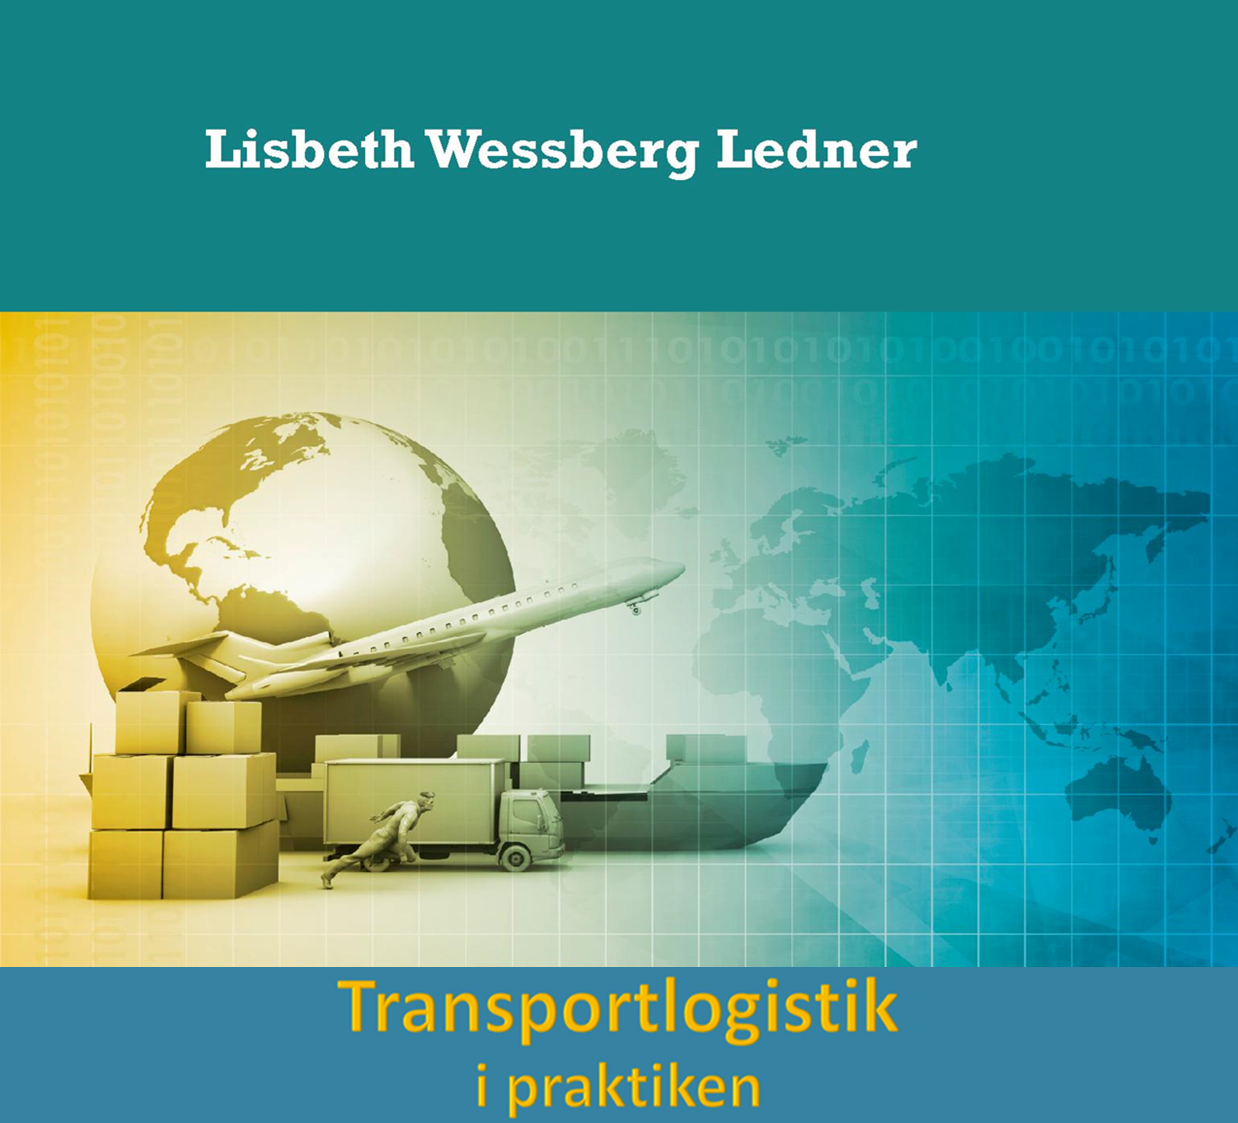 Lisbeth Wessberg Ledner
Transportlogistik
i praktiken